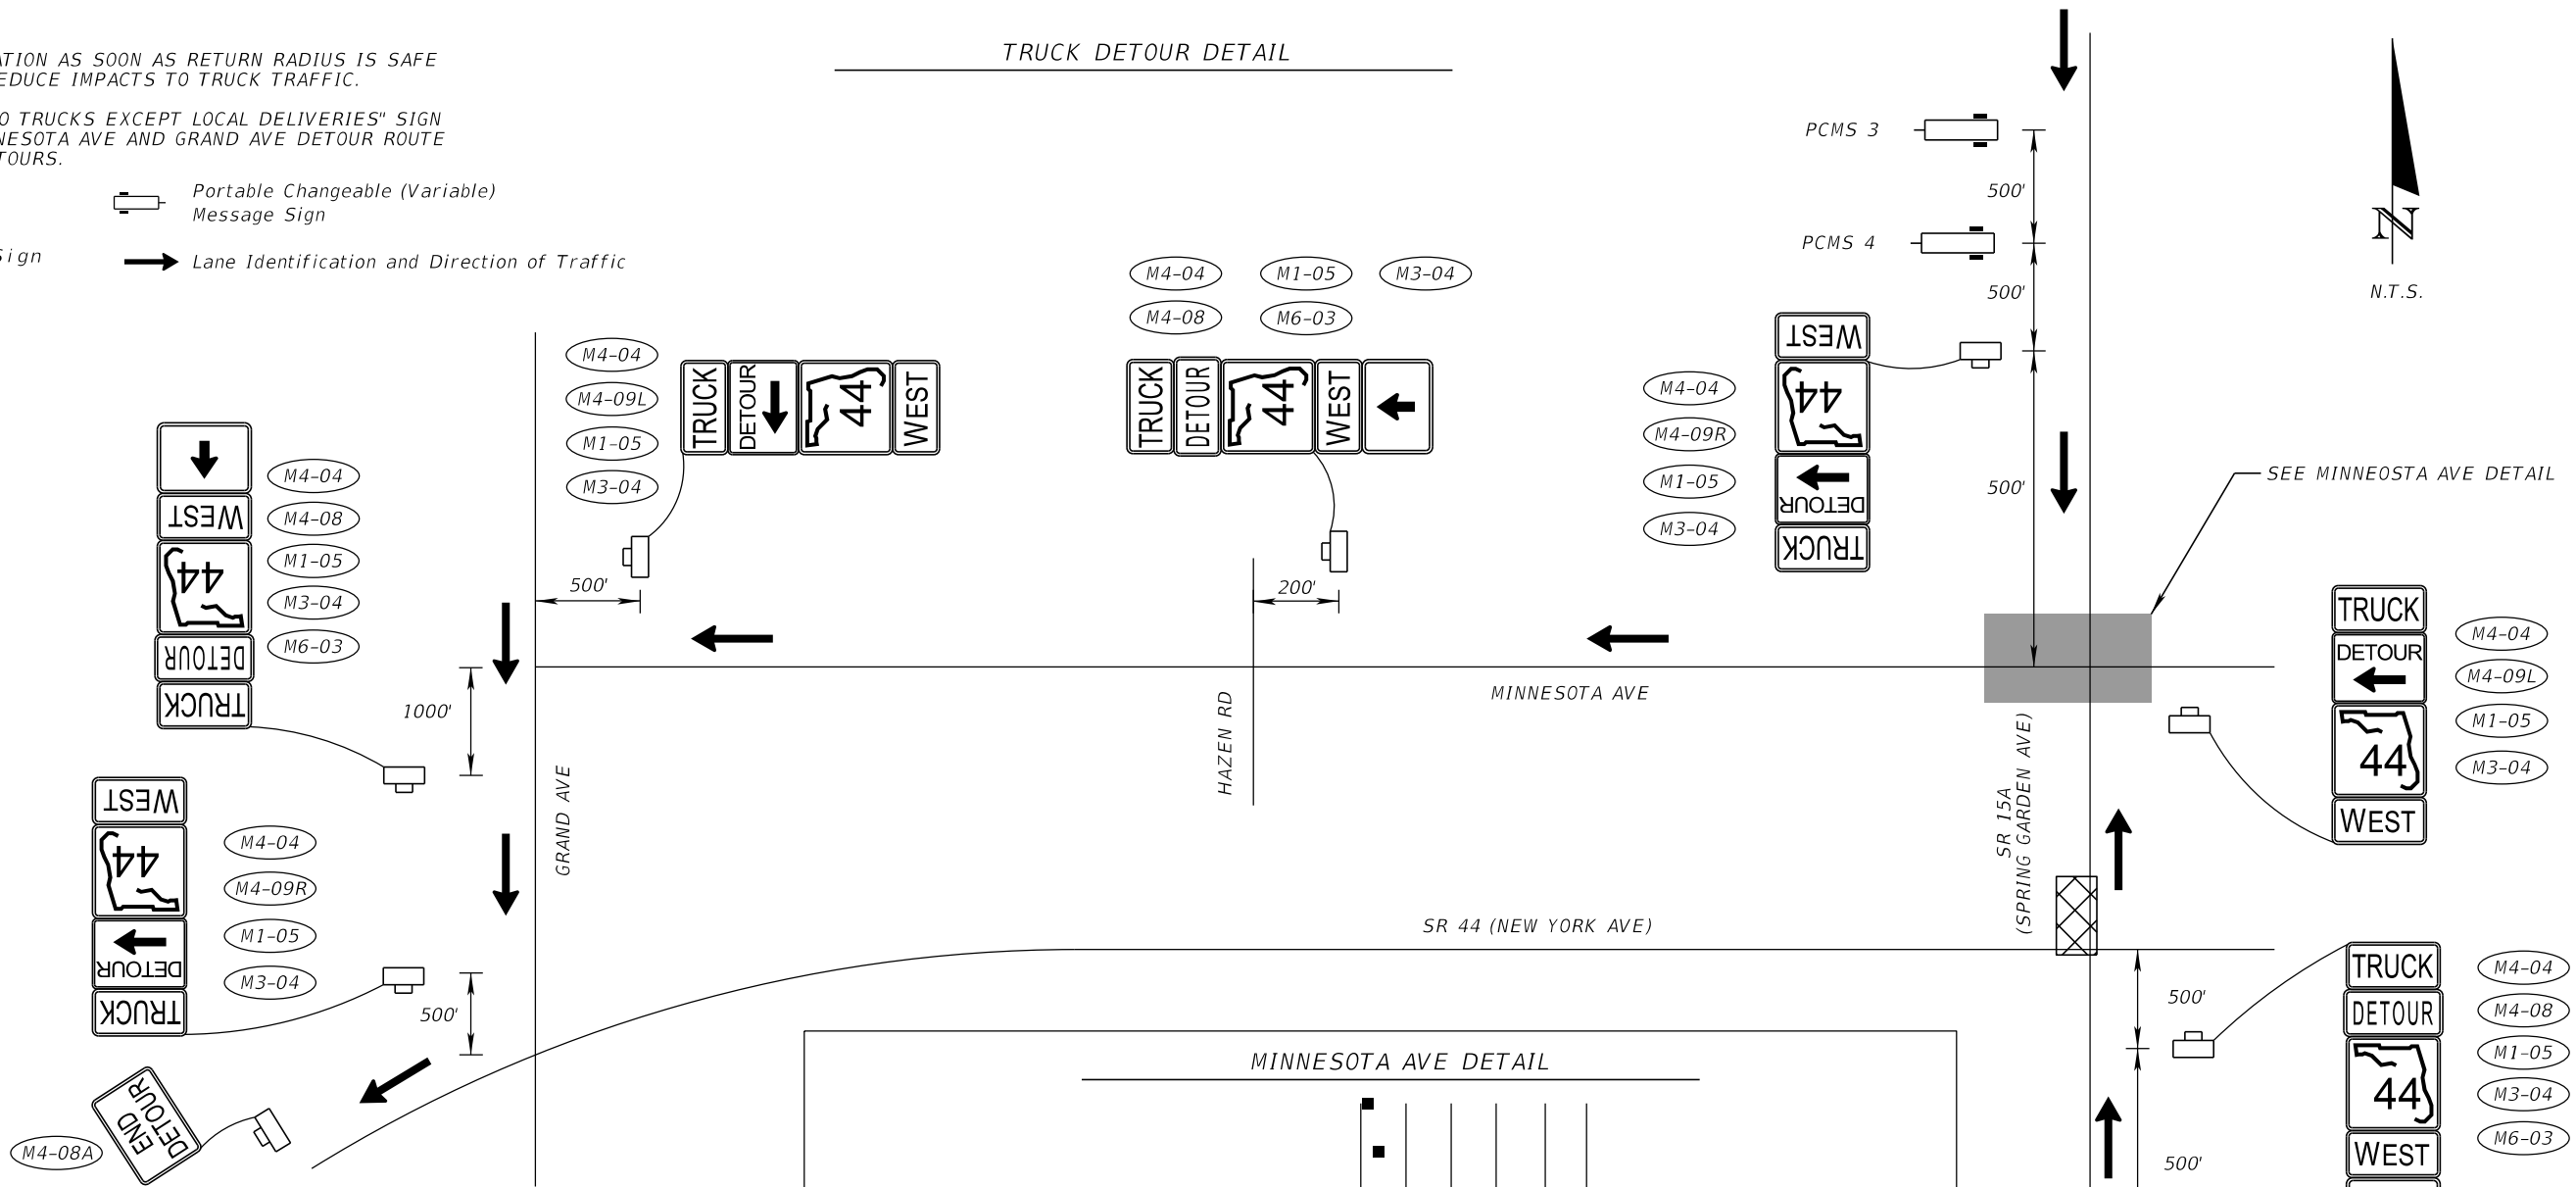 TRUCK DETOUR DETAIL
ATION AS SOON AS RETURN RADIUS IS SAFE
EDUCE IMPACTS TO TRUCK TRAFFIC.
O TRUCKS EXCEPT LOCAL DELIVERIES" SIGN
NESOTA AVE AND GRAND AVE DETOUR ROUTE
TOURS.
Portable Changeable (Variable)
Message Sign
Sign
Lane Identification and Direction of Traffic
PCMS 3
500'
PCMS 4
500'
N
N.T.S.
M4-04
M1-05
M3-04
M4-08
M6-03
TRUCK
DETOUR
44
WEST
200'
M4-04
M4-09L
M1-05
M3-04
TRUCK
DETOUR
44
WEST
500'
WEST
44
DETOUR
TRUCK
M4-04
M4-09R
M1-05
M3-04
500'
SEE MINNEOSTA AVE DETAIL
WEST
44
DETOUR
TRUCK
M4-04
M4-08
M1-05
M3-04
M6-03
1000'
TRUCK
DETOUR
44
WEST
M4-04
M4-09L
M1-05
M3-04
MINNESOTA AVE
HAZEN RD
GRAND AVE
SR 15A
(SPRING GARDEN AVE)
WEST
44
DETOUR
TRUCK
M4-04
M4-09R
M1-05
M3-04
500'
SR 44 (NEW YORK AVE)
TRUCK
DETOUR
44
WEST
M4-04
M4-08
M1-05
M3-04
M6-03
500'
500'
END
DETOUR
M4-08A
MINNESOTA AVE DETAIL